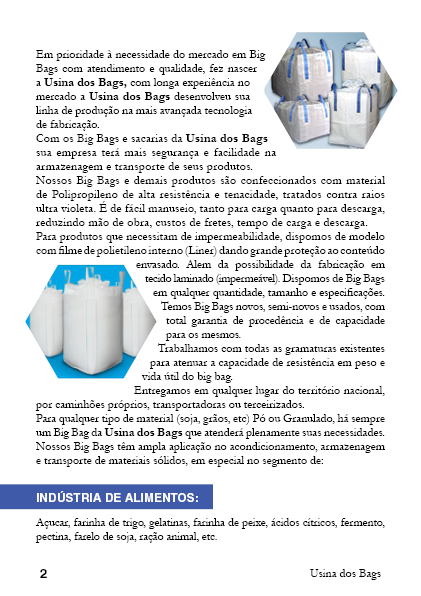 Em prioridade à necessidade do mercado em Big
Bags com atendimento e qualidade, fez nascer
a Usina dos Bags, com longa experiência no
mercado a Usina dos Bags desenvolveu sua
linha de produção na mais avançada tecnologia
de fabricação.
Com os Big Bags e sacarias da Usina dos Bags
sua empresa terá mais segurança e facilidade na
armazenagem e transporte de seus produtos.
Nossos Big Bags e demais produtos são confeccionados com material
de Polipropileno de alta resistência e tenacidade, tratados contra raios
ultra violeta. É de fácil manuseio, tanto para carga quanto para descarga,
reduzindo mão de obra, custos de fretes, tempo de carga e descarga.
Para produtos que necessitam de impermeabilidade, dispomos de modelo
com filme de polietileno interno (Liner) dando grande proteção ao conteúdo
envasado. Alem da possibilidade da fabricação em
tecido laminado (impermeável). Dispomos de Big Bags
em qualquer quantidade, tamanho e especificações.
Temos Big Bags novos, semi-novos e usados, com
total garantia de procedência e de capacidade
para os mesmos.
Trabalhamos com todas as gramaturas existentes
para atenuar a capacidade de resistência em peso e
vida útil do big bag.
Entregamos em qualquer lugar do território nacional,
por caminhões próprios, transportadoras ou terceirizados.
Para qualquer tipo de material (soja, grãos, etc) Pó ou Granulado, há sempre
um Big Bag da Usina dos Bags que atenderá plenamente suas necessidades.
Nossos Big Bags têm ampla aplicação no acondicionamento, armazenagem
e transporte de materiais sólidos, em especial no segmento de:
INDÚSTRIA DE ALIMENTOS:
Açucar, farinha de trigo, gelatinas, farinha de peixe, ácidos cítricos, fermento,
pectina, farelo de soja, ração animal, etc.
2
Usina dos Bags